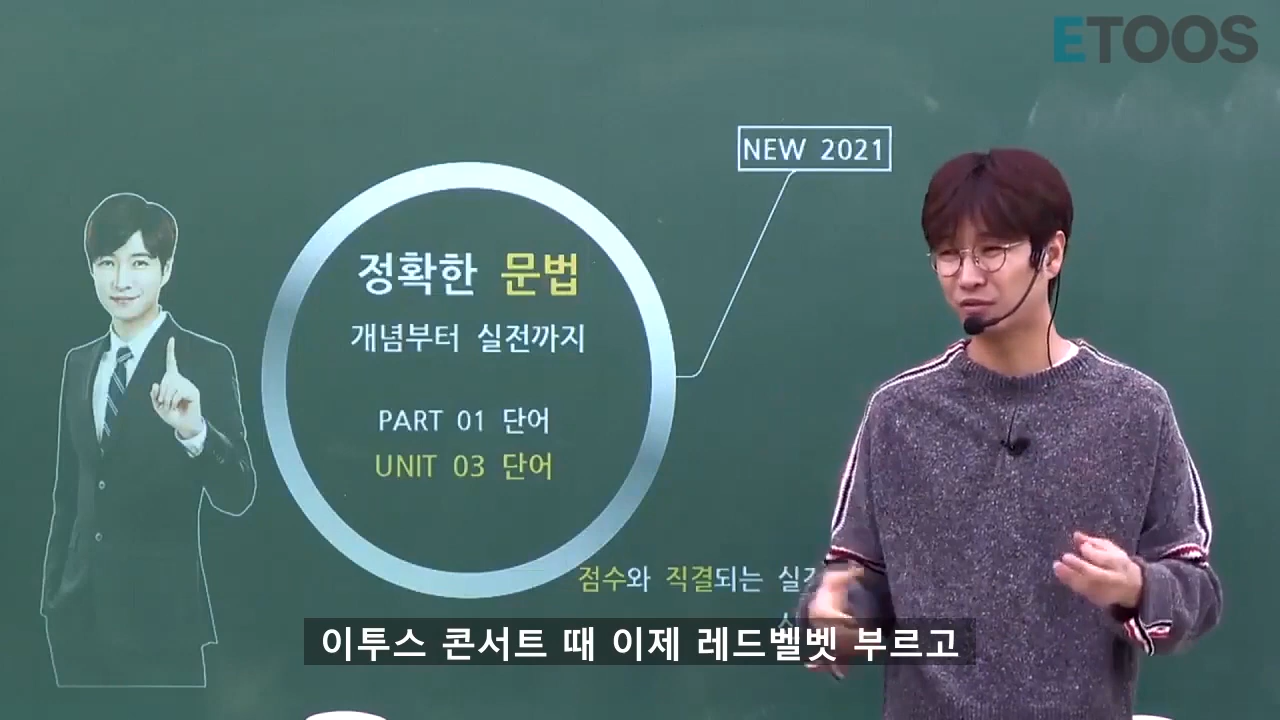 ETOOS
NEW 2021
정확한 문법
개념부터 실전까지
PART 01 단어
UNIT 03 단어
점수와 직결되는
이투스 콘서트 때 이제 레드벨벳 부르고